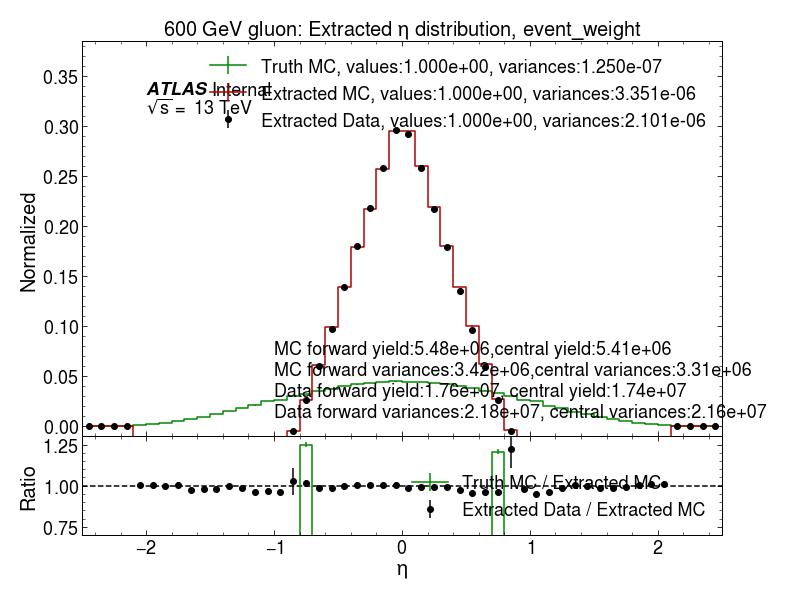 600 GeV gluon: Extracted η distribution, event_weight
Truth MC, values:1.000e+00, variances:1.250e-07
ATLAS Internal
Extracted MC, values:1.000e+00, variances:3.351e-06
√s = 13 TeV
Extracted Data, values:1.000e+00, variances:2.101e-06
Normalized
0.35
0.30
0.25
0.20
0.15
0.10
0.05
0.00
MC forward yield:5.48e+06,central yield:5.41e+06
MC forward variances:3.42e+06,central variances:3.31e+06
Data forward yield:1.76e+07, central yield:1.74e+07
Data forward variances:2.18e+07, central variances:2.16e+07
Ratio
1.25
1.00
0.75
Truth MC / Extracted MC
Extracted Data / Extracted MC
−2
−1
0
1
2
η